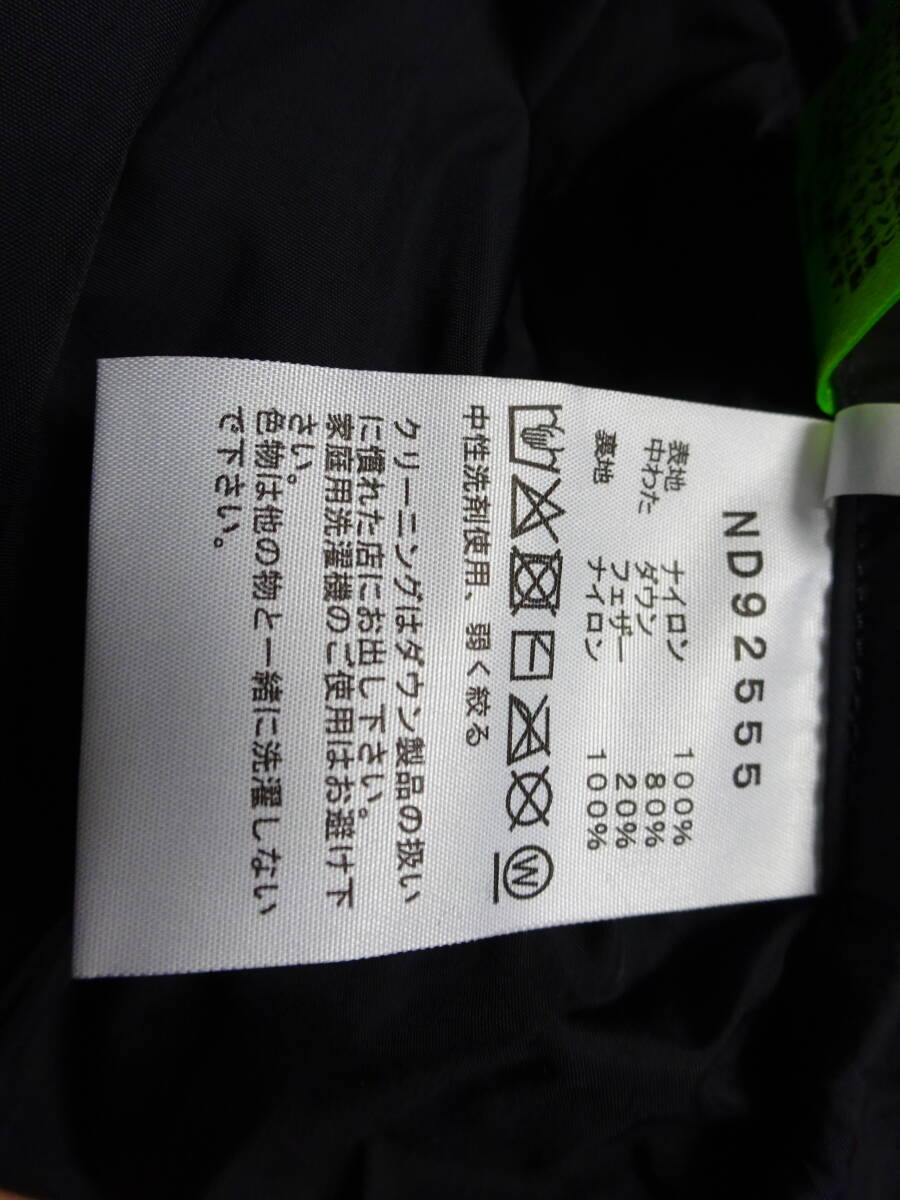 ND92555
表地 ナイロン 100%
中わた ダウン 80%
フェザー 20%
裏地 ナイロン 100%
W
中性洗剤使用、弱く絞る
クリーニングはダウン製品の扱い
に慣れた店にお出し下さい。
家庭用洗濯機のご使用はお避け下
さい。
色物は他の物と一緒に洗濯しない
で下さい。